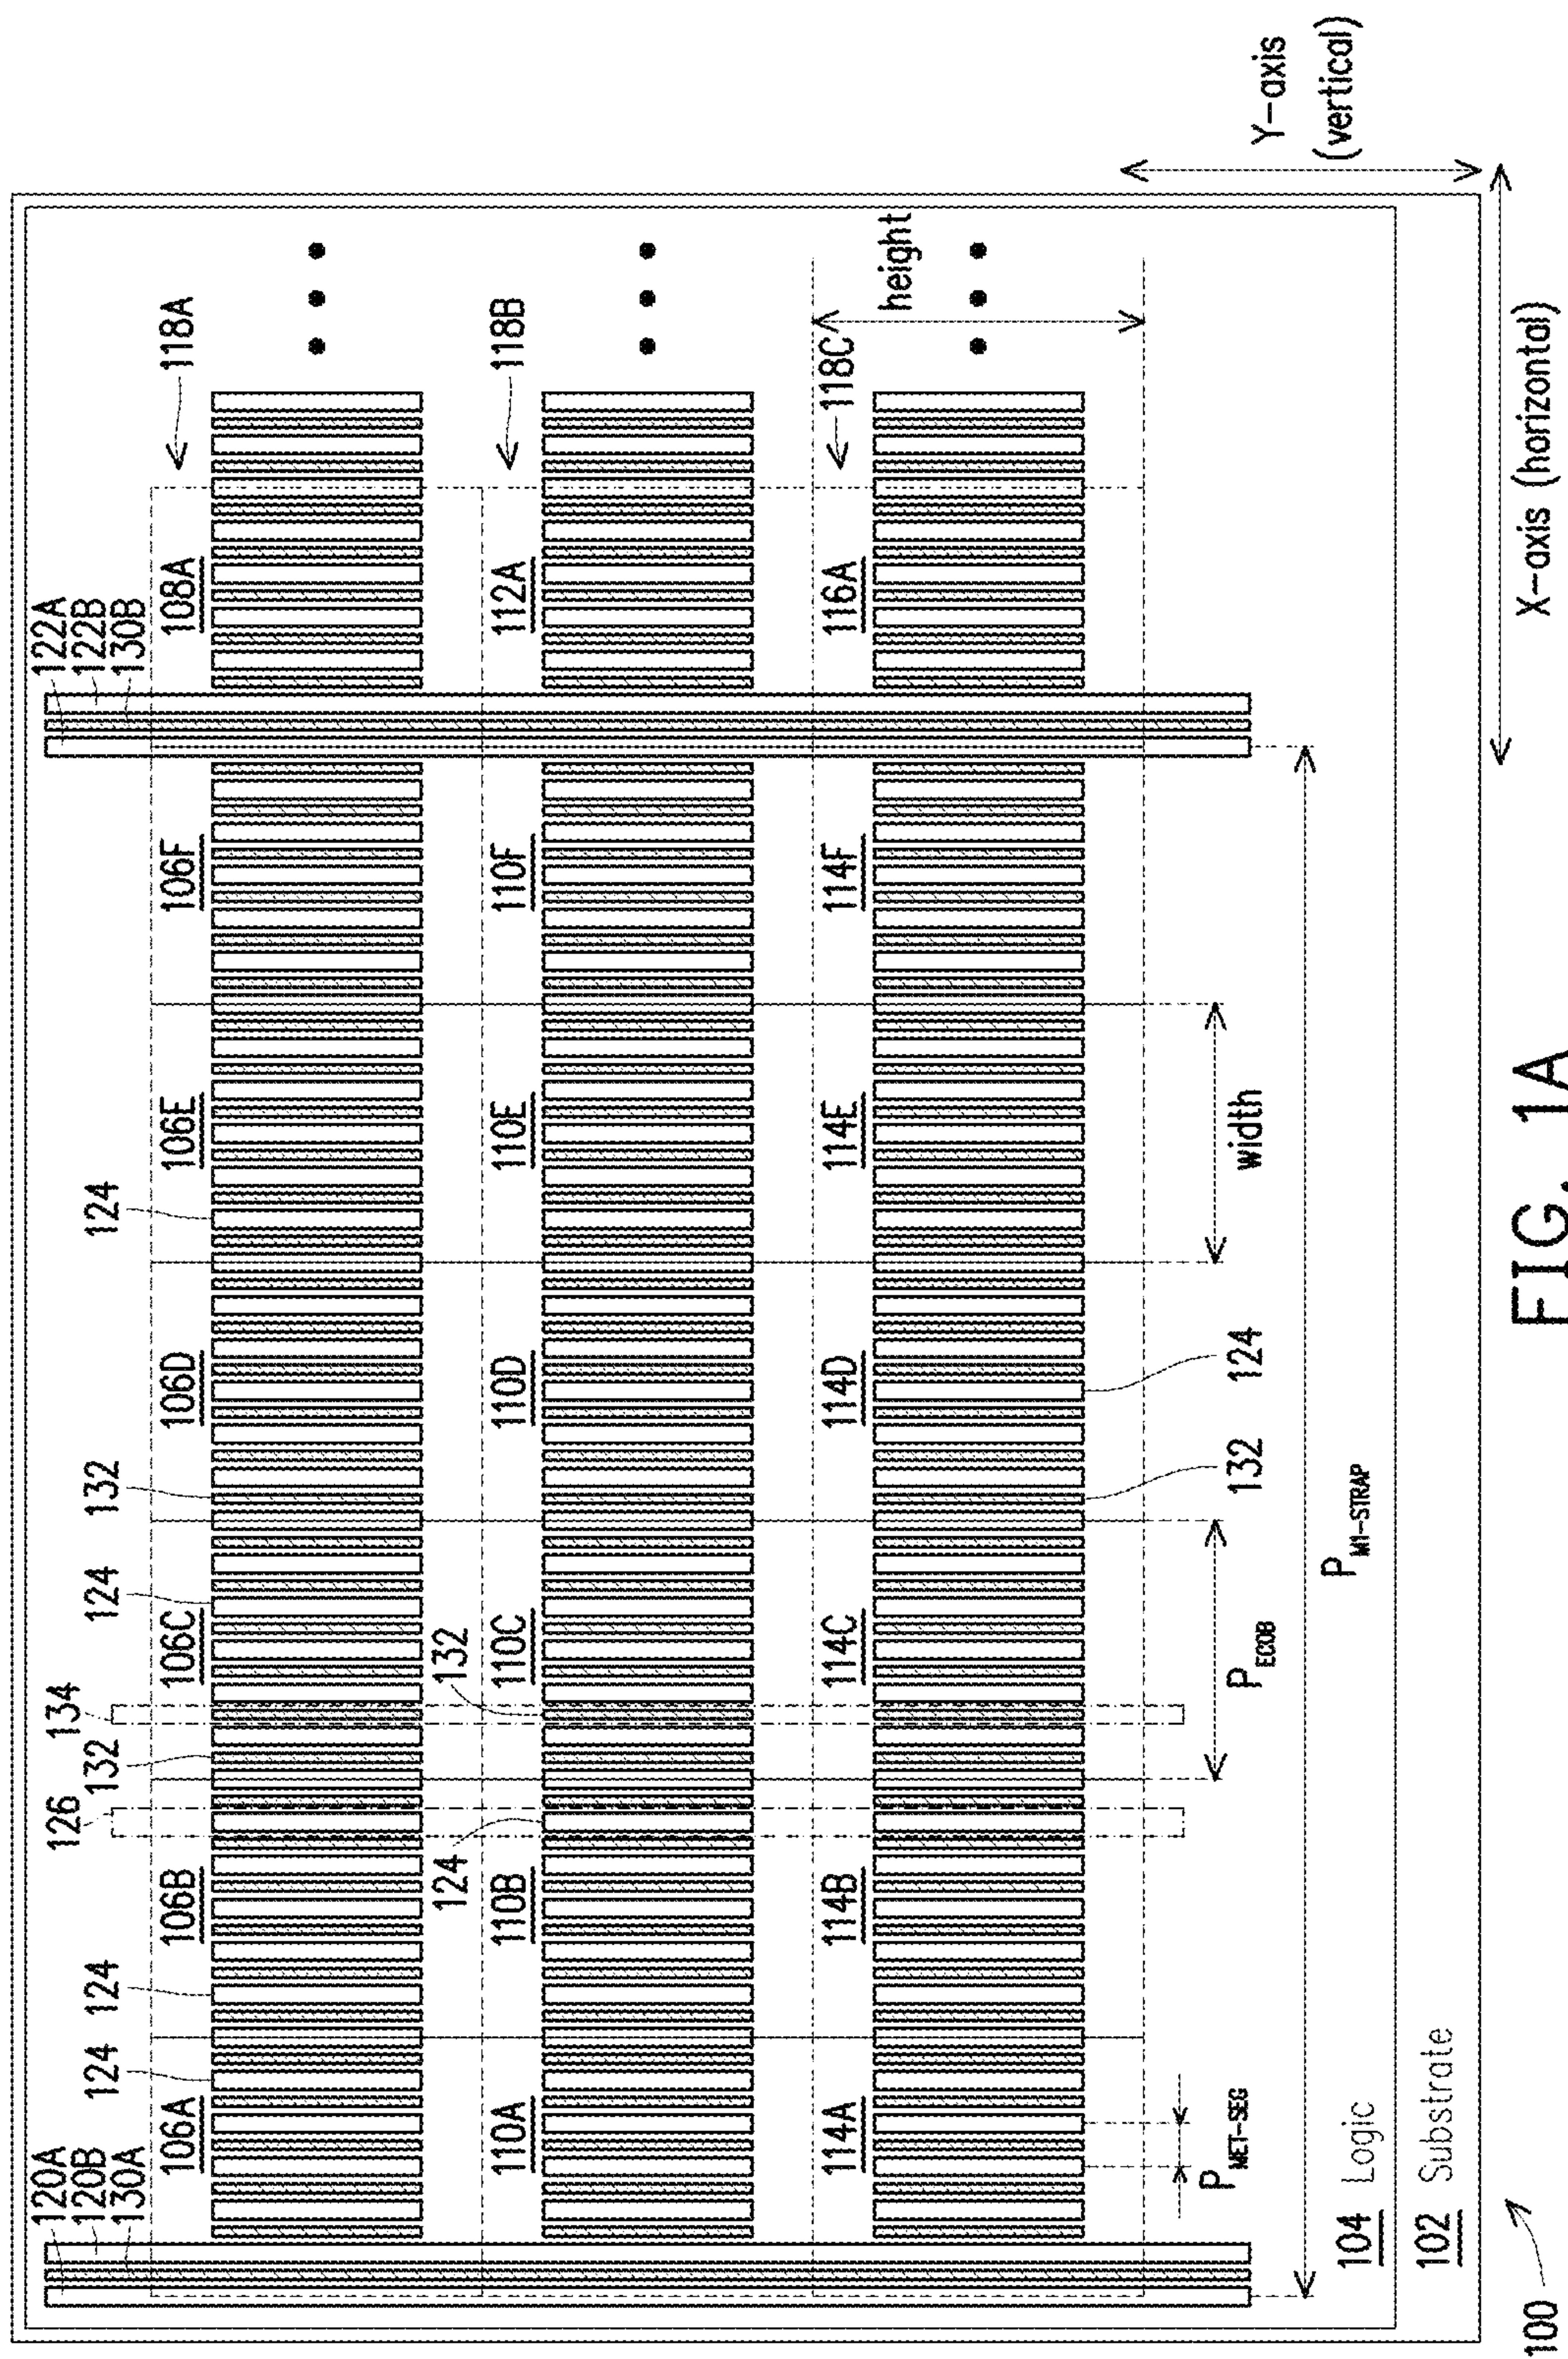 120A
120B
130A
124
124
126
132
134
124
132
124
122A
122B
130B
118A
106A
106B
106C
106D
106E
106F
108A
124
132
118B
110A
110B
110C
110D
110E
110F
112A
118C
114A
114B
114C
114D
114E
114F
116A
height
P MET-SEG
P ECOB
132
124
width
P M1-STRAP
104 Logic
102 Substrate
Y-axis
(vertical)
X-axis (horizontal)
100
FIG. 1A